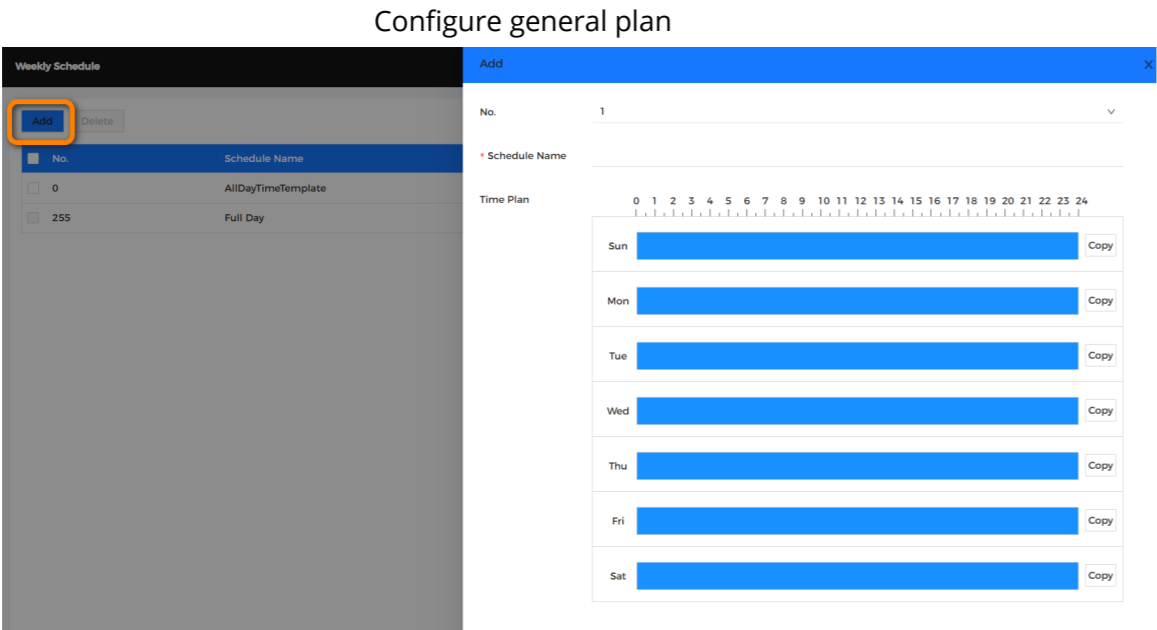 Configure general plan
Weekly Schedule
Add
Delete
No. Schedule Name
0 AllDayTimeTemplate
255 Full Day
Add X
No. 1
* Schedule Name
Time Plan 0 1 2 3 4 5 6 7 8 9 10 11 12 13 14 15 16 17 18 19 20 21 22 23 24
Sun Copy
Mon Copy
Tue Copy
Wed Copy
Thu Copy
Fri Copy
Sat Copy